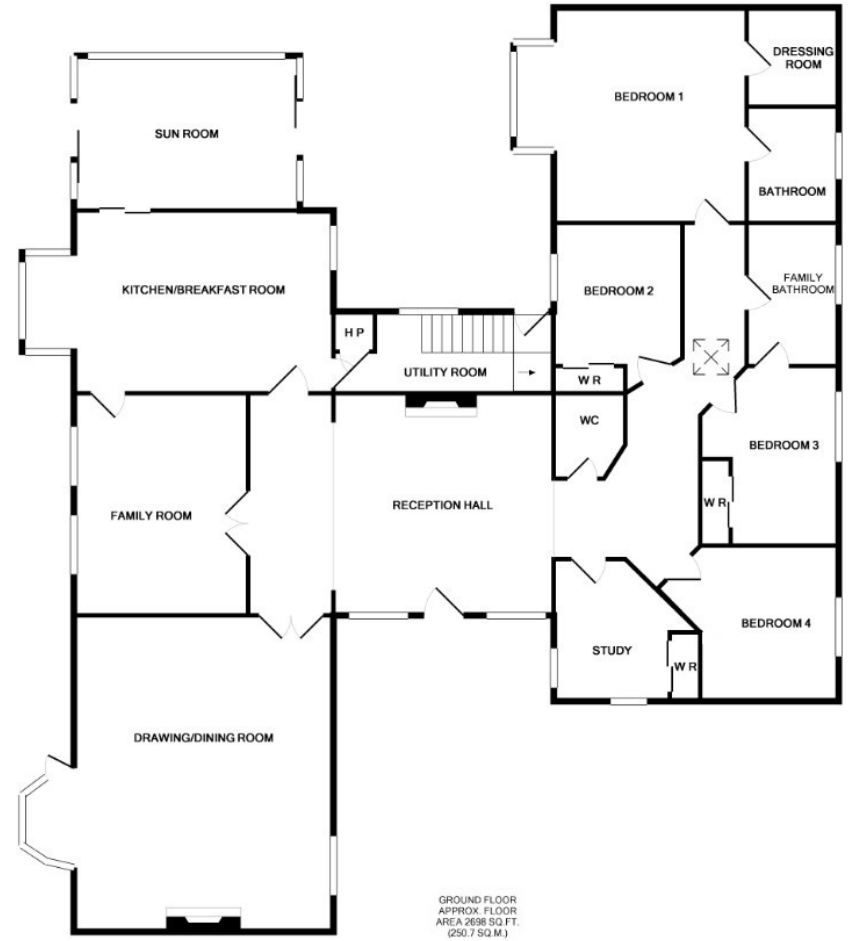 DRESSING
ROOM
BEDROOM 1
SUN ROOM
BATHROOM
KITCHEN/BREAKFAST ROOM
BEDROOM 2
FAMILY
BATHROOM
H P
UTILITY ROOM
W R
WC
BEDROOM 3
RECEPTION HALL
W R
FAMILY ROOM
BEDROOM 4
STUDY
W R
DRAWING/DINING ROOM
GROUND FLOOR
APPROX. FLOOR
AREA 2698 SQ.FT.
(250.7 SQ.M.)